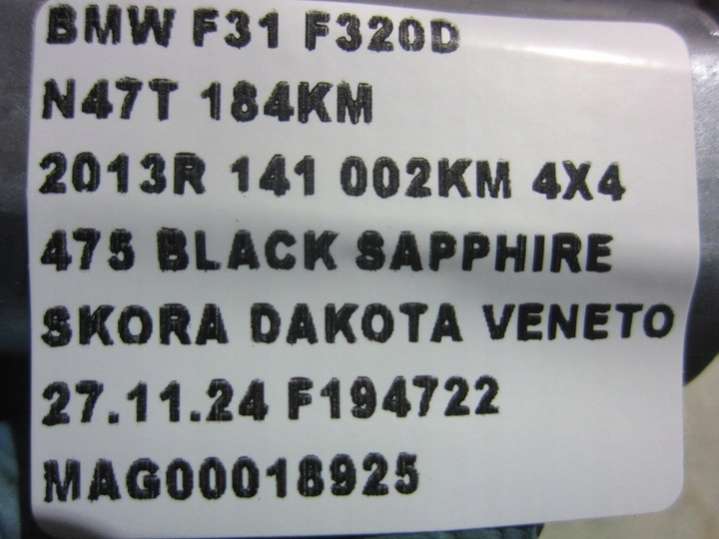 BMW F31 F320D
N47T 184KM
2013R 141 002KM 4X4
475 BLACK SAPPHIRE
SKORA DAKOTA VENETO
27.11.24 F194722
MAG00018925